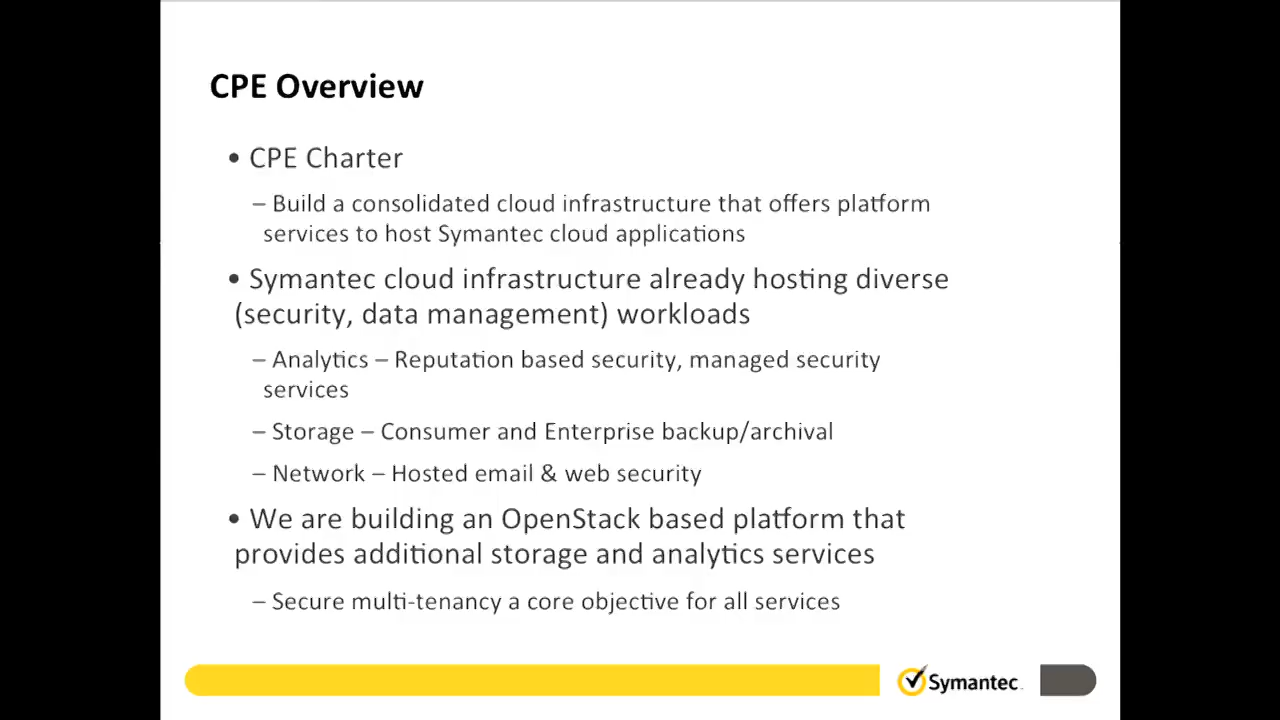 CPE Overview
• CPE Charter
– Build a consolidated cloud infrastructure that offers platform
services to host Symantec cloud applications
• Symantec cloud infrastructure already hosting diverse
(security, data management) workloads
– Analytics – Reputation based security, managed security
services
– Storage – Consumer and Enterprise backup/archival
– Network – Hosted email & web security
• We are building an OpenStack based platform that
provides additional storage and analytics services
– Secure multi-tenancy a core objective for all services
Symantec.